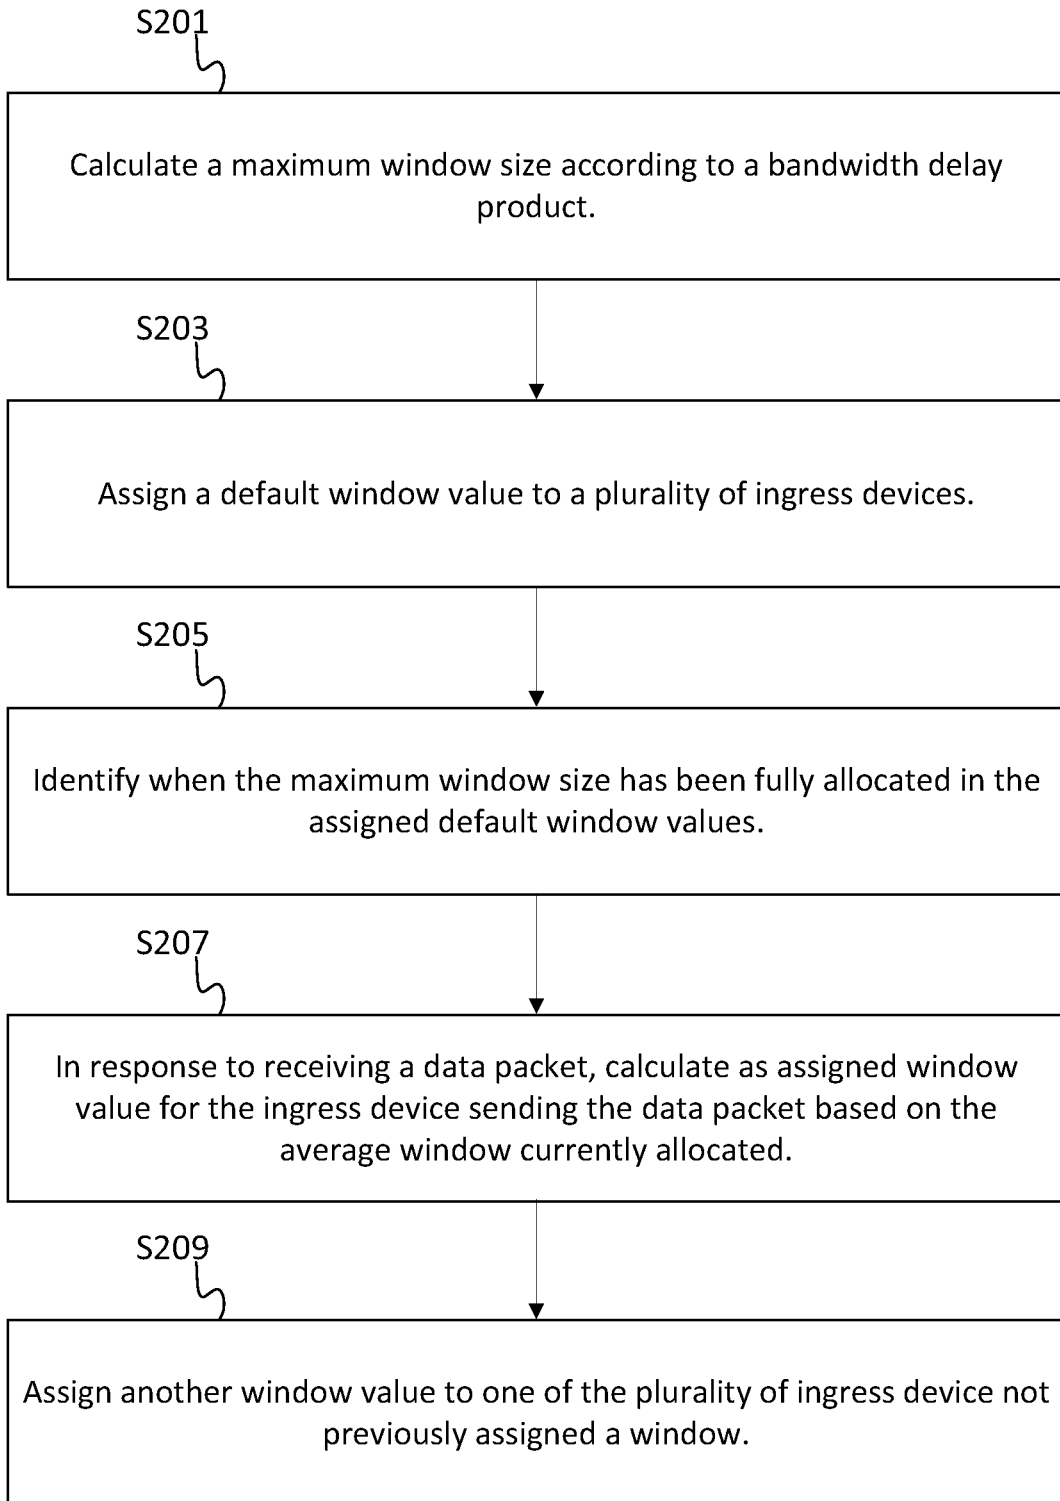 S201
Calculate a maximum window size according to a bandwidth delay
product.
S203
Assign a default window value to a plurality of ingress devices.
S205
Identify when the maximum window size has been fully allocated in the
assigned default window values.
S207
In response to receiving a data packet, calculate as assigned window
value for the ingress device sending the data packet based on the
average window currently allocated.
S209
Assign another window value to one of the plurality of ingress device not
previously assigned a window.